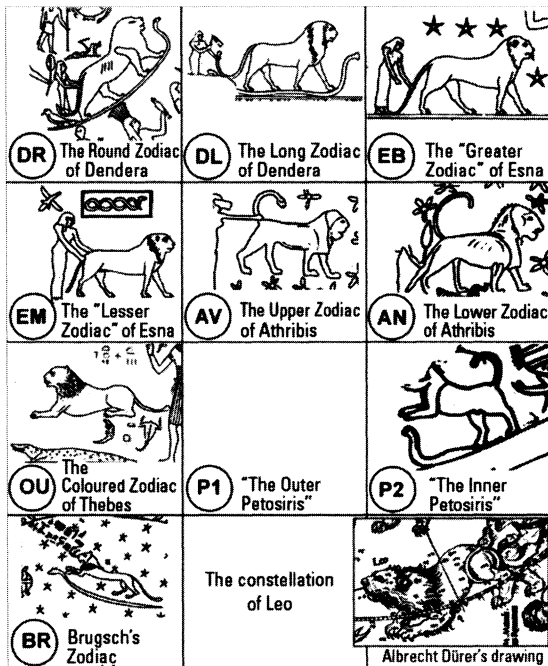 DR
The Round Zodiac
of Dendera
DL
The Long Zodiac
of Dendera
EB
The "Greater
Zodiac" of Esna
EM
The "Lesser
Zodiac" of Esna
AV
The Upper Zodiac
of Athribis
AN
The Lower Zodiac
of Athribis
OU
The
Coloured Zodiac
of Thebes
P1
"The Outer
Petosiris"
P2
"The Inner
Petosiris"
BR
Brugsch's
Zodiac
The constellation
of Leo
Leo
Albrecht Dürer's drawing